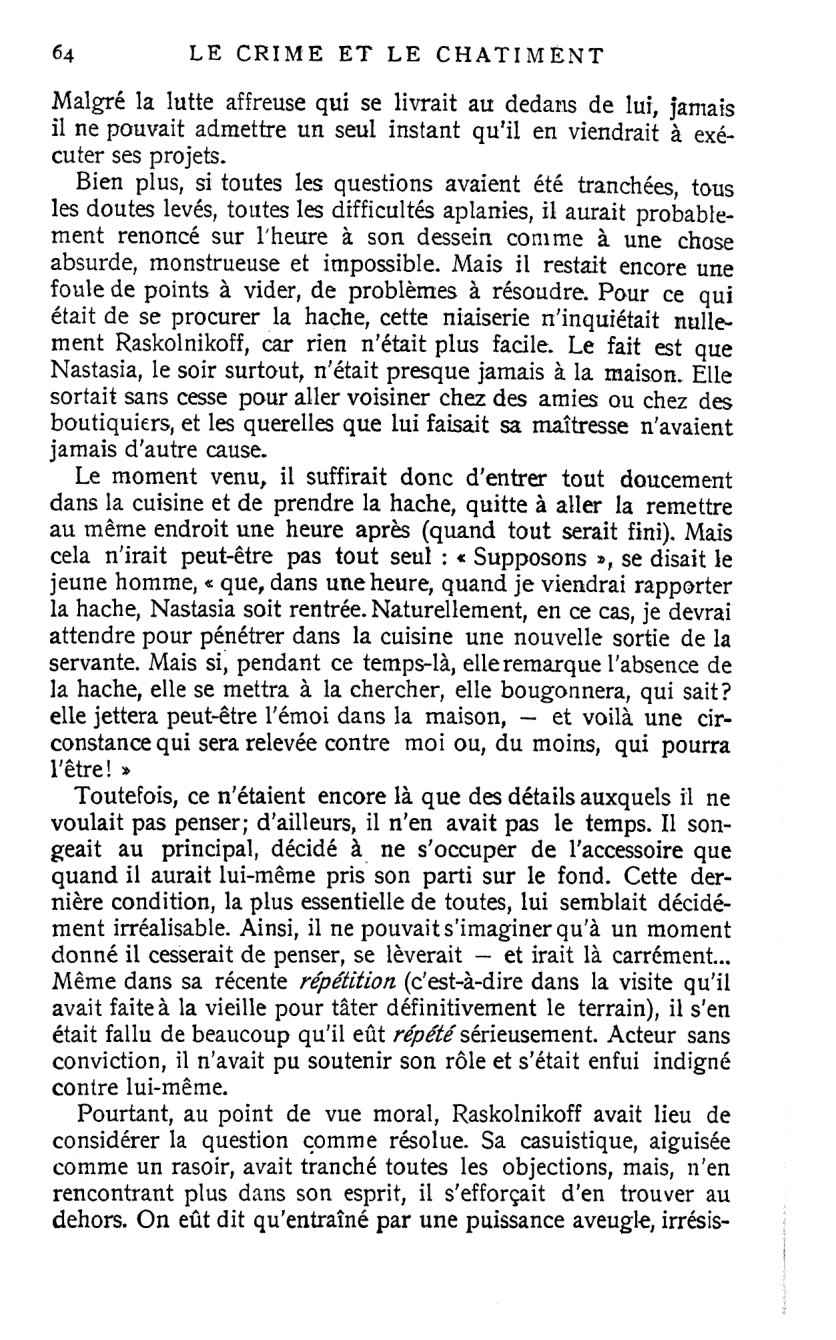 64 LE CRIME ET LE CHATIMENT
Malgré la lutte affreuse qui se livrait au dedans de lui, jamais
il ne pouvait admettre un seul instant qu'il en viendrait à exé-
cuter ses projets.
Bien plus, si toutes les questions avaient été tranchées, tous
les doutes levés, toutes les difficultés aplanies, il aurait probable-
ment renoncé sur l'heure à son dessein comme à une chose
absurde, monstrueuse et impossible. Mais il restait encore une
foule de points à vider, de problèmes à résoudre. Pour ce qui
était de se procurer la hache, cette niaiserie n'inquiétait nulle-
ment Raskolnikoff, car rien n'était plus facile. Le fait est que
Nastasia, le soir surtout, n'était presque jamais à la maison. Elle
sortait sans cesse pour aller voisiner chez des amies ou chez des
boutiquiers, et les querelles que lui faisait sa maîtresse n'avaient
jamais d'autre cause.
Le moment venu, il suffirait donc d'entrer tout doucement
dans la cuisine et de prendre la hache, quitte à aller la remettre
au même endroit une heure après (quand tout serait fini). Mais
cela n'irait peut-être pas tout seul : « Supposons », se disait le
jeune homme, « que, dans une heure, quand je viendrai rapporter
la hache, Nastasia soit rentrée. Naturellement, en ce cas, je devrai
attendre pour pénétrer dans la cuisine une nouvelle sortie de la
servante. Mais si, pendant ce temps-là, elle remarque l'absence de
la hache, elle se mettra à la chercher, elle bougonnera, qui sait?
elle jettera peut-être l'émoi dans la maison, — et voilà une cir-
constance qui sera relevée contre moi ou, du moins, qui pourra
l'être! »
Toutefois, ce n'étaient encore là que des détails auxquels il ne
voulait pas penser; d'ailleurs, il n'en avait pas le temps. Il son-
geait au principal, décidé à ne s'occuper de l'accessoire que
quand il aurait lui-même pris son parti sur le fond. Cette der-
nière condition, la plus essentielle de toutes, lui semblait décidé-
ment irréalisable. Ainsi, il ne pouvait s'imaginer qu'à un moment
donné il cesserait de penser, se lèverait — et irait là carrément...
Même dans sa récente répétition (c'est-à-dire dans la visite qu'il
avait faite à la vieille pour tâter définitivement le terrain), il s'en
était fallu de beaucoup qu'il eût répété sérieusement. Acteur sans
conviction, il n'avait pu soutenir son rôle et s'était enfui indigné
contre lui-même.
Pourtant, au point de vue moral, Raskolnikoff avait lieu de
considérer la question comme résolue. Sa casuistique, aiguisée
comme un rasoir, avait tranché toutes les objections, mais, n'en
rencontrant plus dans son esprit, il s'efforçait d'en trouver au
dehors. On eût dit qu'entraîné par une puissance aveugle, irrésis-